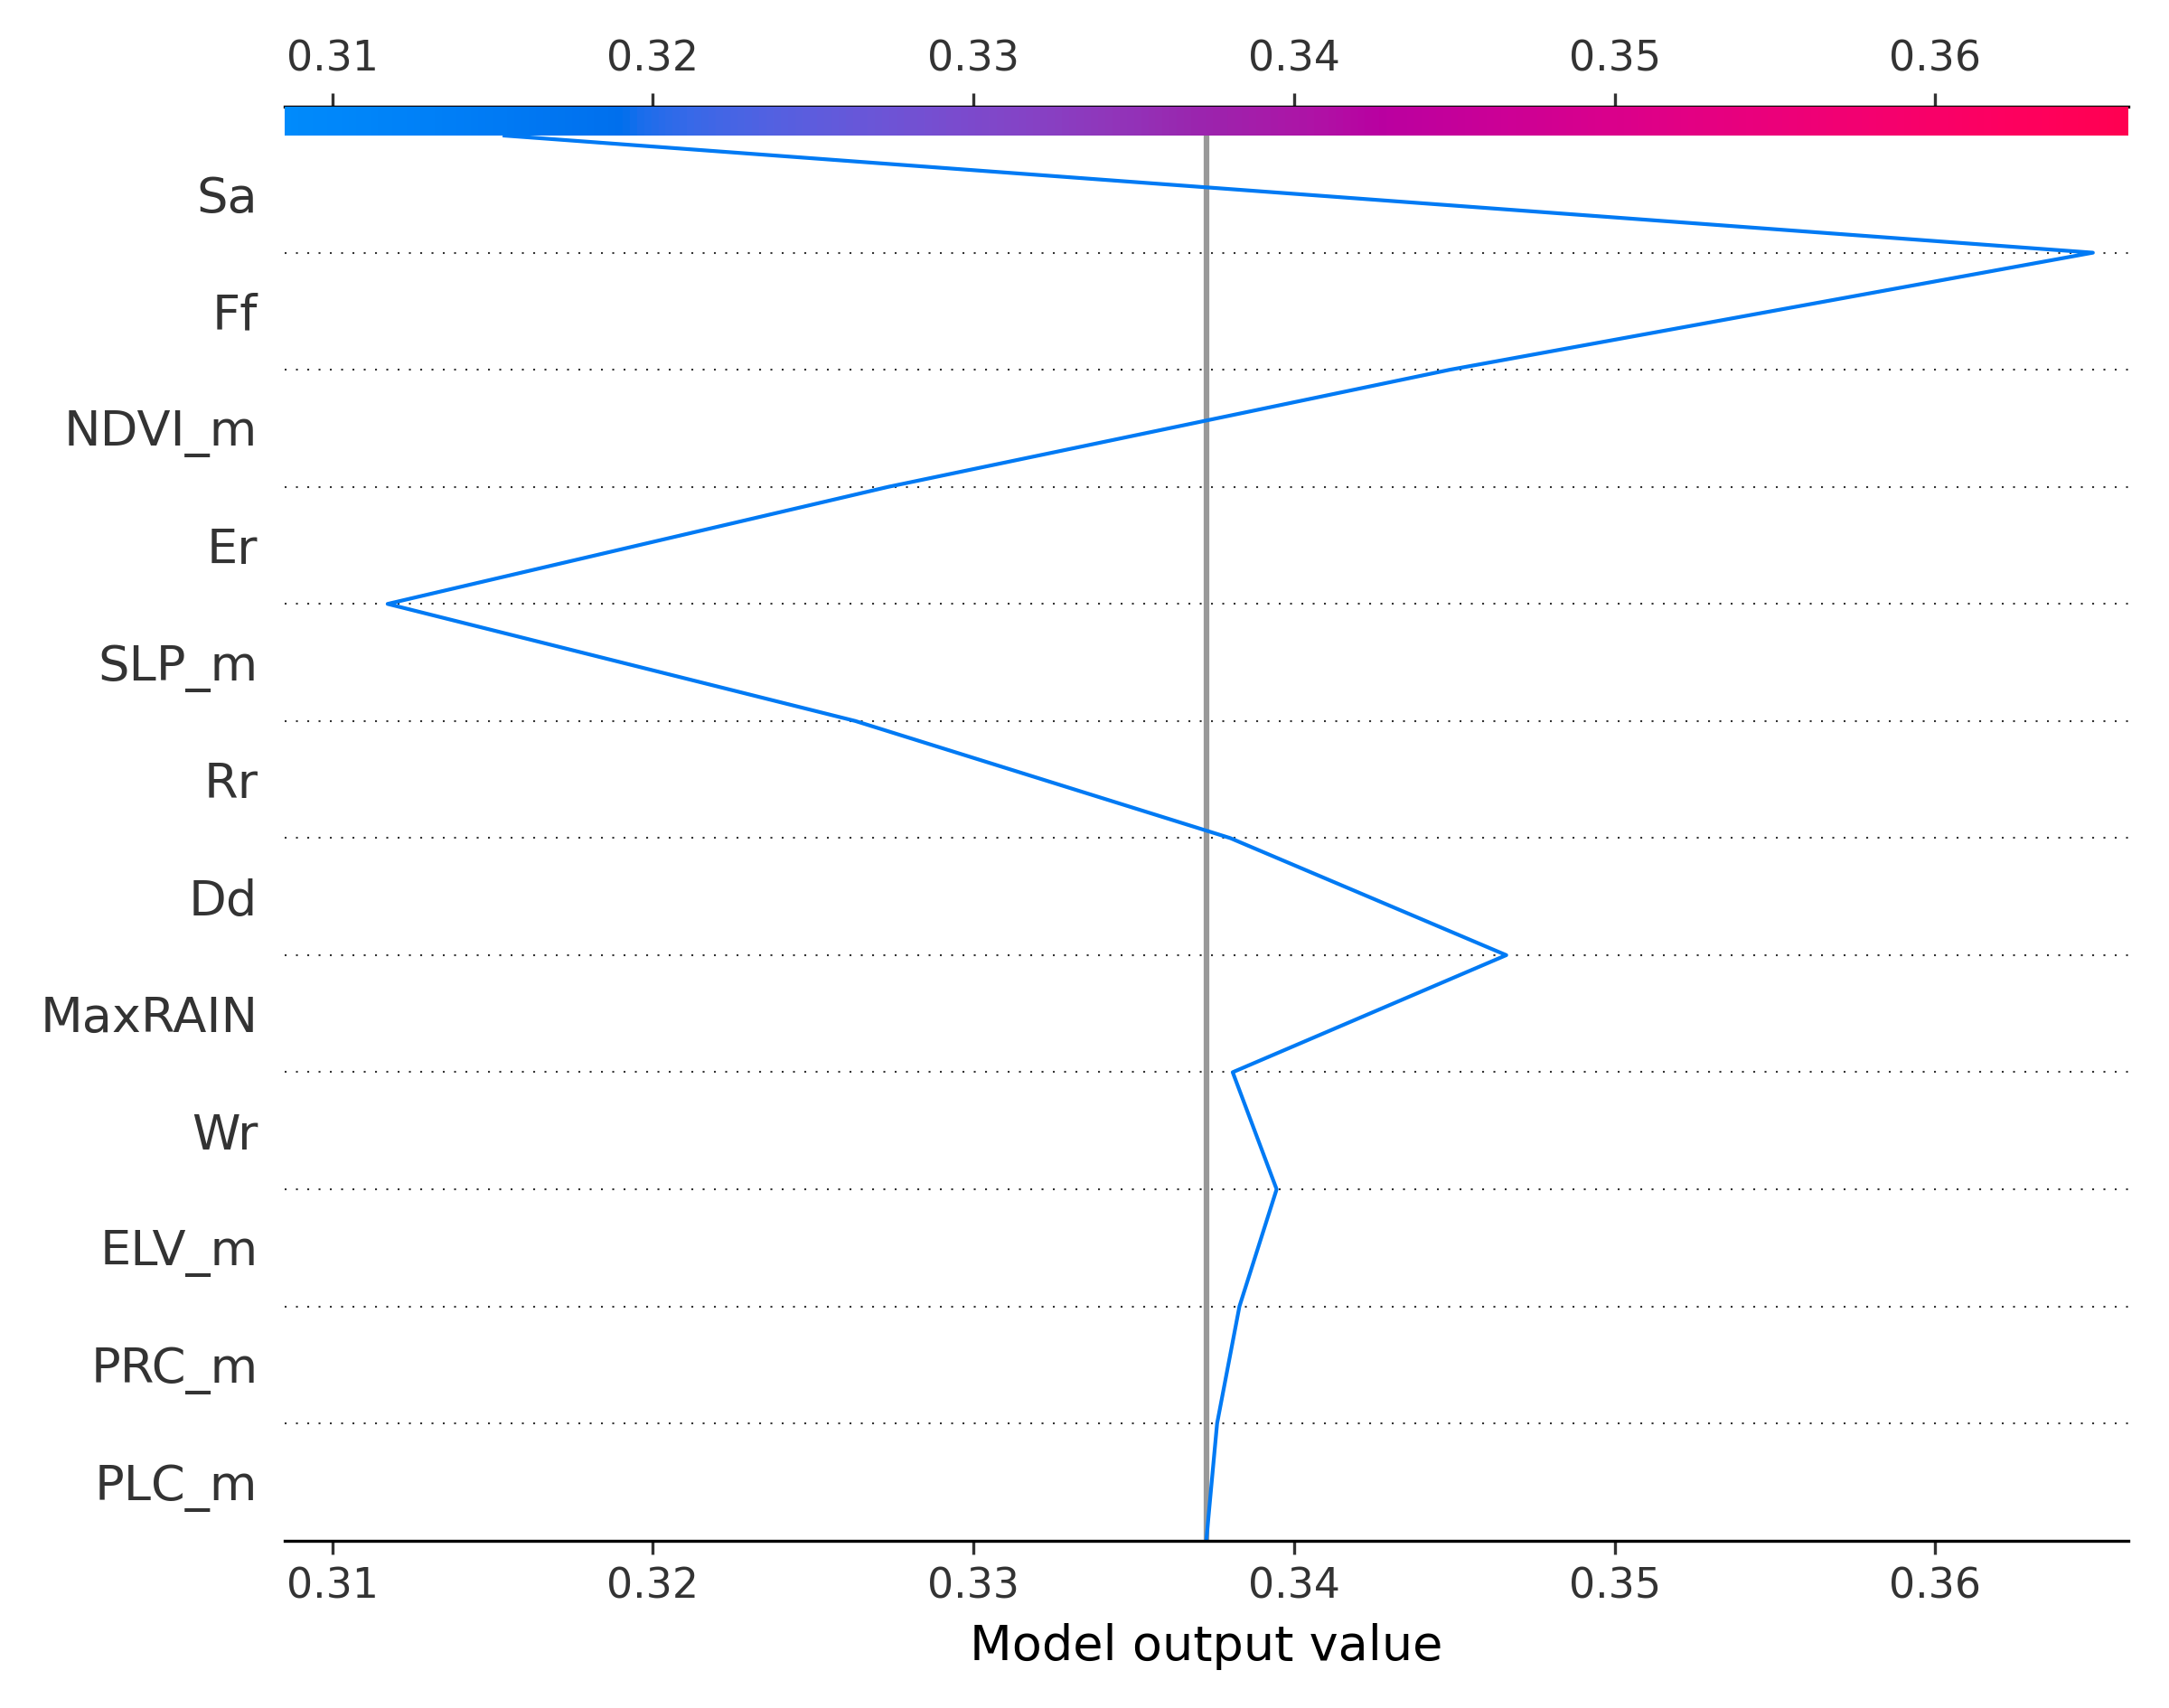 0.31 0.32 0.33 0.34 0.35 0.36
Sa
Ff
NDVI_m
Er
SLP_m
Rr
Dd
MaxRAIN
Wr
ELV_m
PRC_m
PLC_m
0.31 0.32 0.33 0.34 0.35 0.36
Model output value